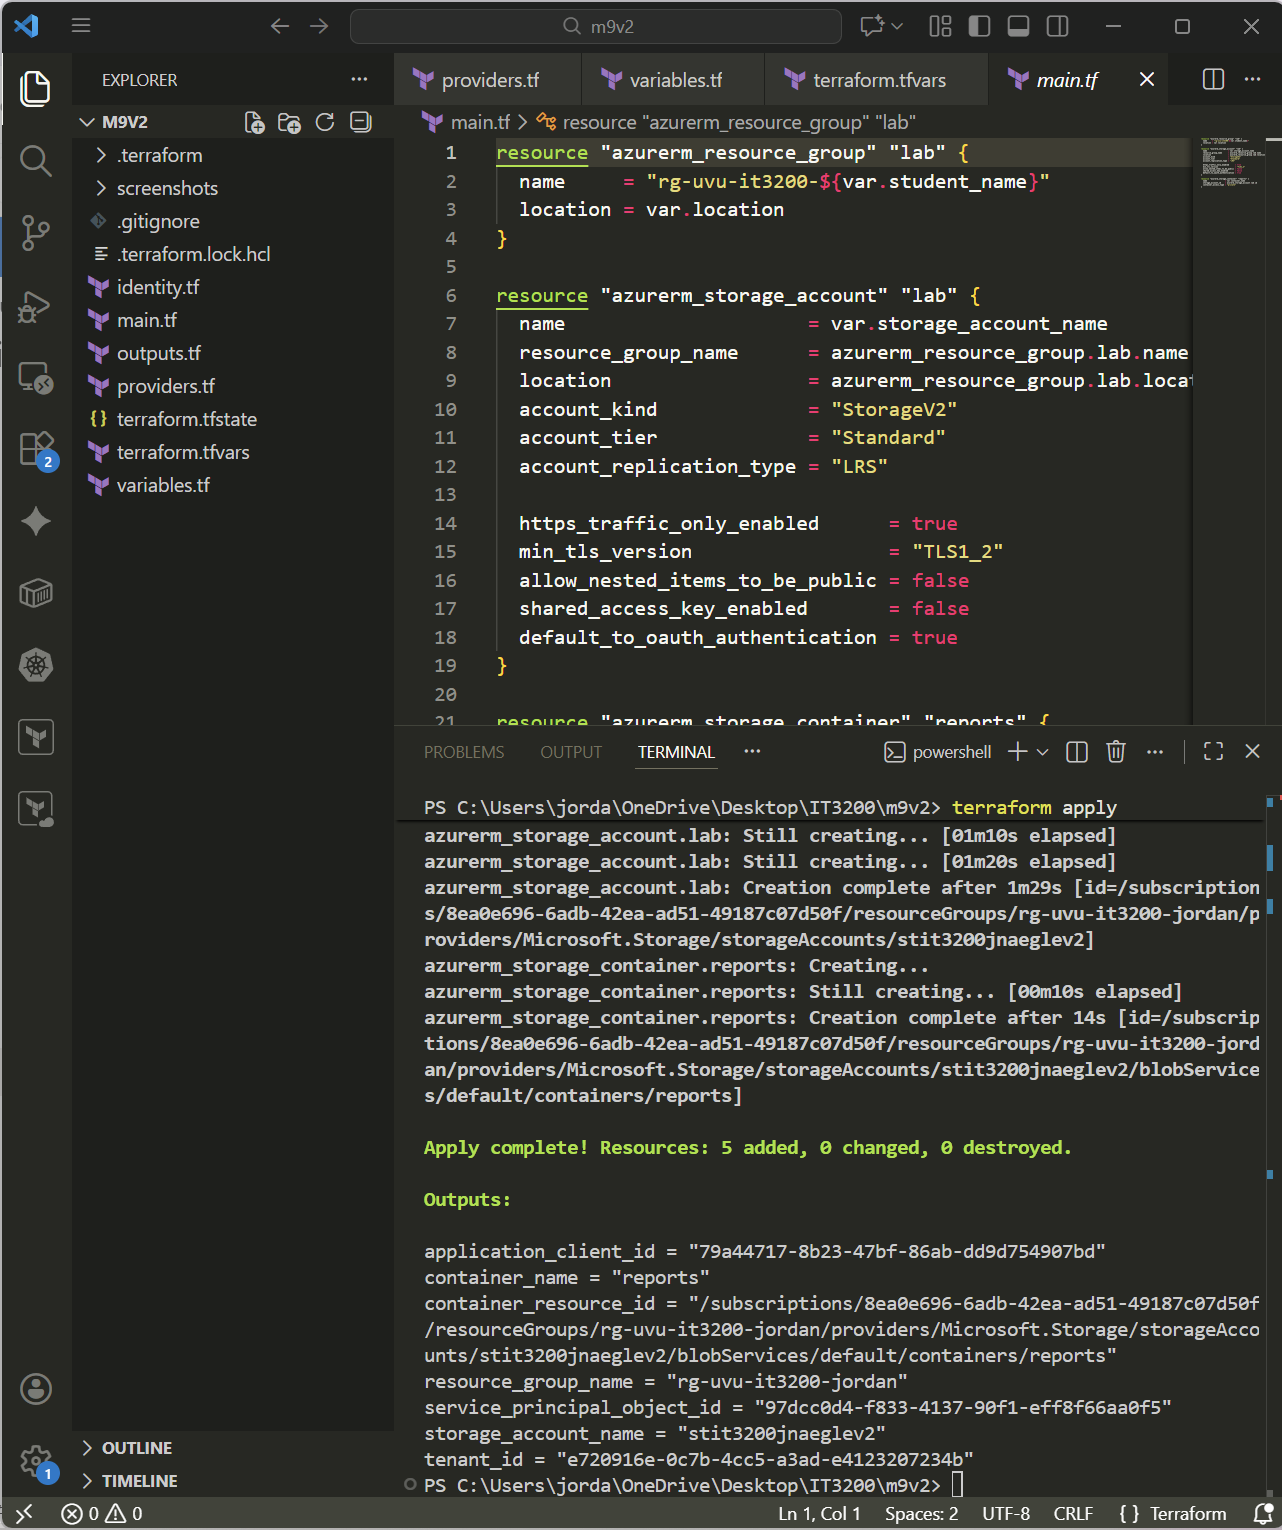 m9v2
EXPLORER
providers.tf
variables.tf
terraform.tfvars
main.tf
M9V2
main.tf > resource "azurerm_resource_group" "lab"
.terraform
screenshots
.gitignore
.terraform.lock.hcl
identity.tf
main.tf
outputs.tf
providers.tf
terraform.tfstate
terraform.tfvars
variables.tf
1 resource "azurerm_resource_group" "lab" {
2 name = "rg-uvu-it3200-${var.student_name}"
3 location = var.location
4 }
5
6 resource "azurerm_storage_account" "lab" {
7 name = var.storage_account_name
8 resource_group_name = azurerm_resource_group.lab.name
9 location = azurerm_resource_group.lab.locat
10 account_kind = "StorageV2"
11 account_tier = "Standard"
12 account_replication_type = "LRS"
13
14 https_traffic_only_enabled = true
15 min_tls_version = "TLS1_2"
16 allow_nested_items_to_be_public = false
17 shared_access_key_enabled = false
18 default_to_oauth_authentication = true
19 }
20
21 resource "azurerm_storage_container" "reports" {
PROBLEMS OUTPUT TERMINAL
powershell
PS C:\Users\jorda\OneDrive\Desktop\IT3200\m9v2> terraform apply
azurerm_storage_account.lab: Still creating... [01m10s elapsed]
azurerm_storage_account.lab: Still creating... [01m20s elapsed]
azurerm_storage_account.lab: Creation complete after 1m29s [id=/subscription
s/8ea0e696-6adb-42ea-ad51-49187c07d50f/resourceGroups/rg-uvu-it3200-jordan/p
roviders/Microsoft.Storage/storageAccounts/stit3200jnaeglev2]
azurerm_storage_container.reports: Creating...
azurerm_storage_container.reports: Still creating... [00m10s elapsed]
azurerm_storage_container.reports: Creation complete after 14s [id=/subscrip
tions/8ea0e696-6adb-42ea-ad51-49187c07d50f/resourceGroups/rg-uvu-it3200-jord
an/providers/Microsoft.Storage/storageAccounts/stit3200jnaeglev2/blobService
s/default/containers/reports]
Apply complete! Resources: 5 added, 0 changed, 0 destroyed.
Outputs:
application_client_id = "79a44717-8b23-47bf-86ab-dd9d754907bd"
container_name = "reports"
container_resource_id = "/subscriptions/8ea0e696-6adb-42ea-ad51-49187c07d50f
/resourceGroups/rg-uvu-it3200-jordan/providers/Microsoft.Storage/storageAcco
unts/stit3200jnaeglev2/blobServices/default/containers/reports"
resource_group_name = "rg-uvu-it3200-jordan"
service_principal_object_id = "97dcc0d4-f833-4137-90f1-eff8f66aa0f5"
storage_account_name = "stit3200jnaeglev2"
tenant_id = "e720916e-0c7b-4cc5-a3ad-e4123207234b"
PS C:\Users\jorda\OneDrive\Desktop\IT3200\m9v2>
2
OUTLINE
TIMELINE
1
0 0
Ln 1, Col 1
Spaces: 2
UTF-8
CRLF
{ } Terraform